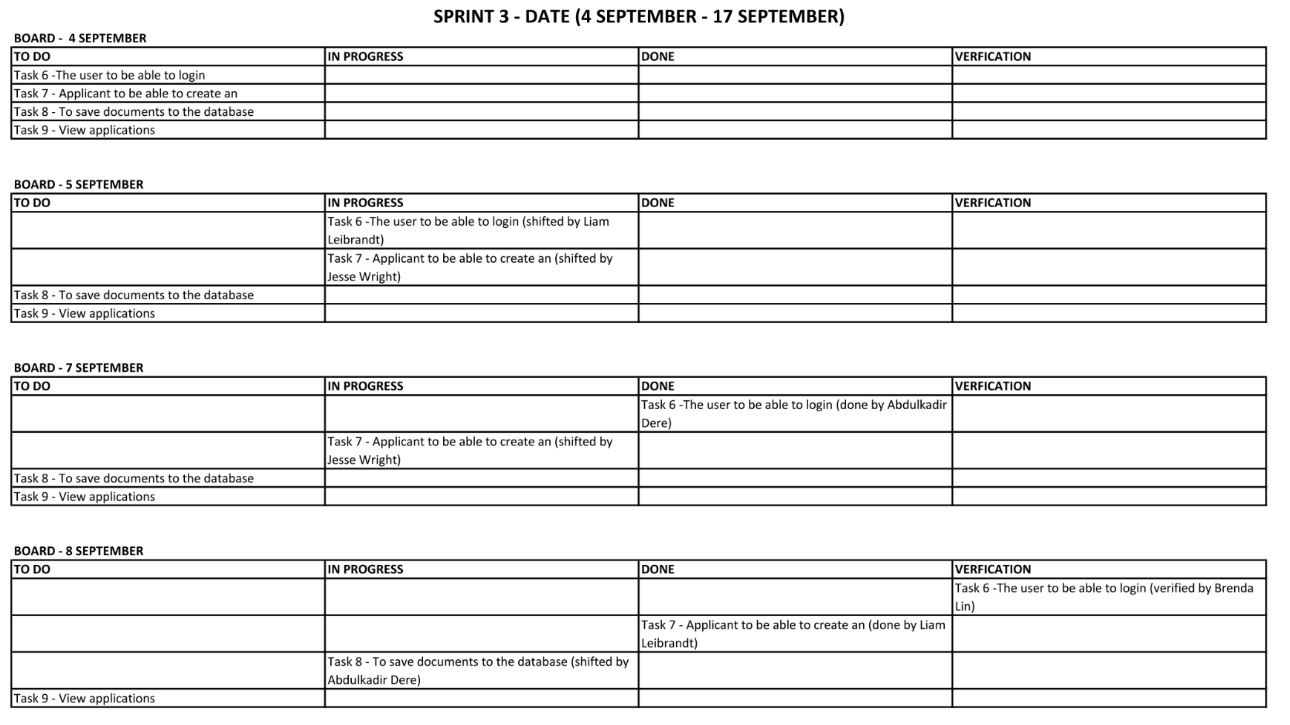 SPRINT 3 - DATE (4 SEPTEMBER - 17 SEPTEMBER)
BOARD - 4 SEPTEMBER
TO DO IN PROGRESS DONE VERFICATION
Task 6 -The user to be able to login
Task 7 - Applicant to be able to create an
Task 8 - To save documents to the database
Task 9 - View applications
BOARD - 5 SEPTEMBER
TO DO IN PROGRESS DONE VERFICATION
Task 6 -The user to be able to login (shifted by Liam
Leibrandt)
Task 7 - Applicant to be able to create an (shifted by
Jesse Wright)
Task 8 - To save documents to the database
Task 9 - View applications
BOARD - 7 SEPTEMBER
TO DO IN PROGRESS DONE VERFICATION
Task 6 -The user to be able to login (done by Abdulkadir
Dere)
Task 7 - Applicant to be able to create an (shifted by
Jesse Wright)
Task 8 - To save documents to the database
Task 9 - View applications
BOARD - 8 SEPTEMBER
TO DO IN PROGRESS DONE VERFICATION
Task 6 -The user to be able to login (verified by Brenda
Lin)
Task 7 - Applicant to be able to create an (done by Liam
Leibrandt)
Task 8 - To save documents to the database (shifted by
Abdulkadir Dere)
Task 9 - View applications